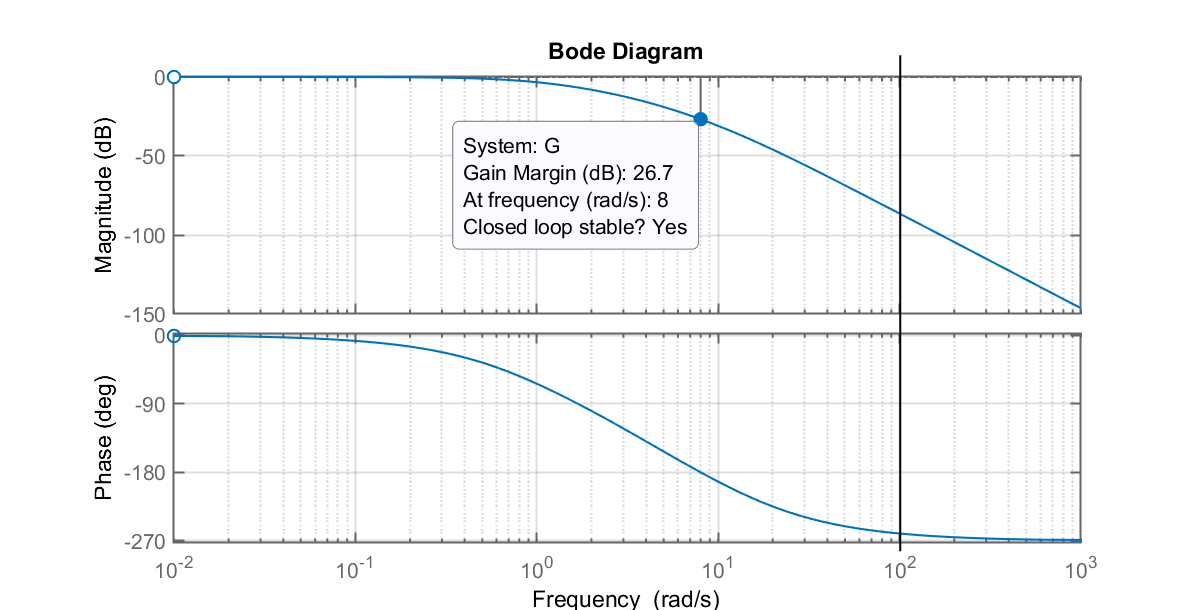 Bode Diagram
Magnitude (dB)
0
-50
-100
-150
System: G
Gain Margin (dB): 26.7
At frequency (rad/s): 8
Closed loop stable? Yes
Phase (deg)
0
-90
-180
-270
10^-2 10^-1 10^0 10^1 10^2 10^3
Frequency (rad/s)